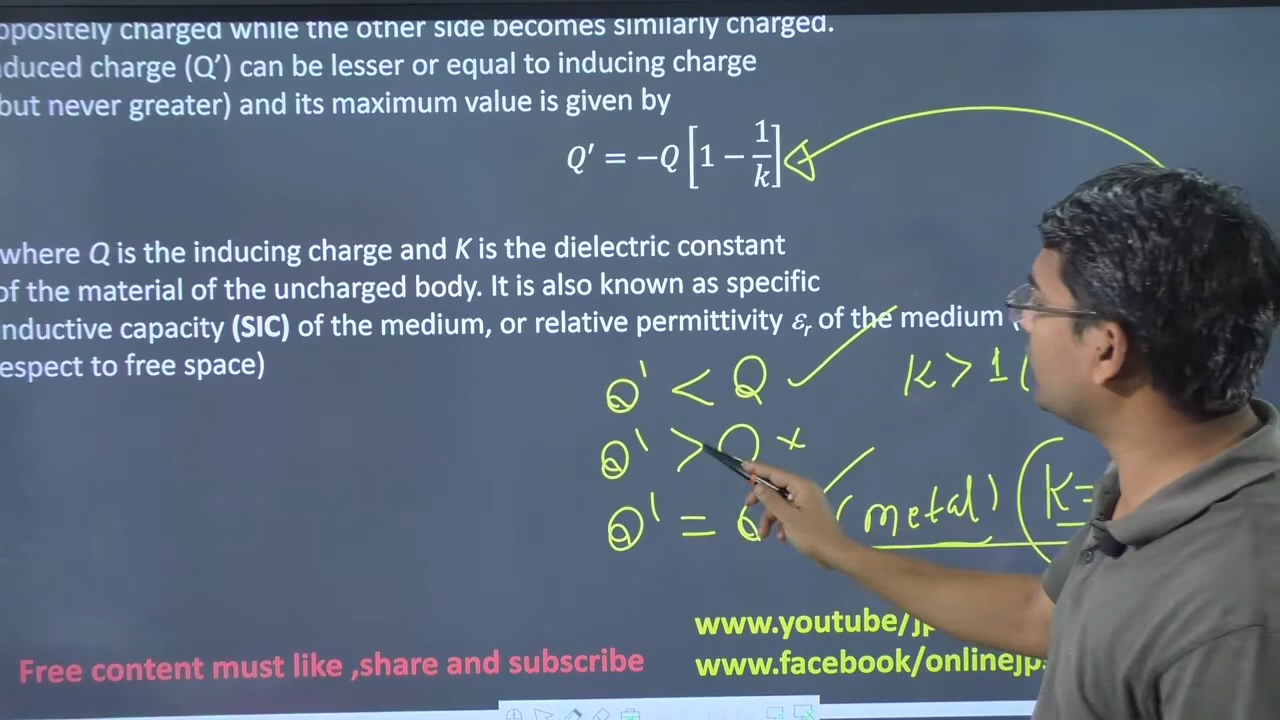 oppositely charged while the other side becomes similarly charged.
nduced charge (Q’) can be lesser or equal to inducing charge
but never greater) and its maximum value is given by
Q′ = −Q [1 − 1/k]
where Q is the inducing charge and K is the dielectric constant
of the material of the uncharged body. It is also known as specific
nductive capacity (SIC) of the medium, or relative permittivity εr of the medium (
espect to free space)
Q' < Q ✓ K > 1 (
Q' > Q ×
Q' = Q ✓ (metal) (K =
www.youtube/jp
Free content must like ,share and subscribe
www.facebook/onlinejp